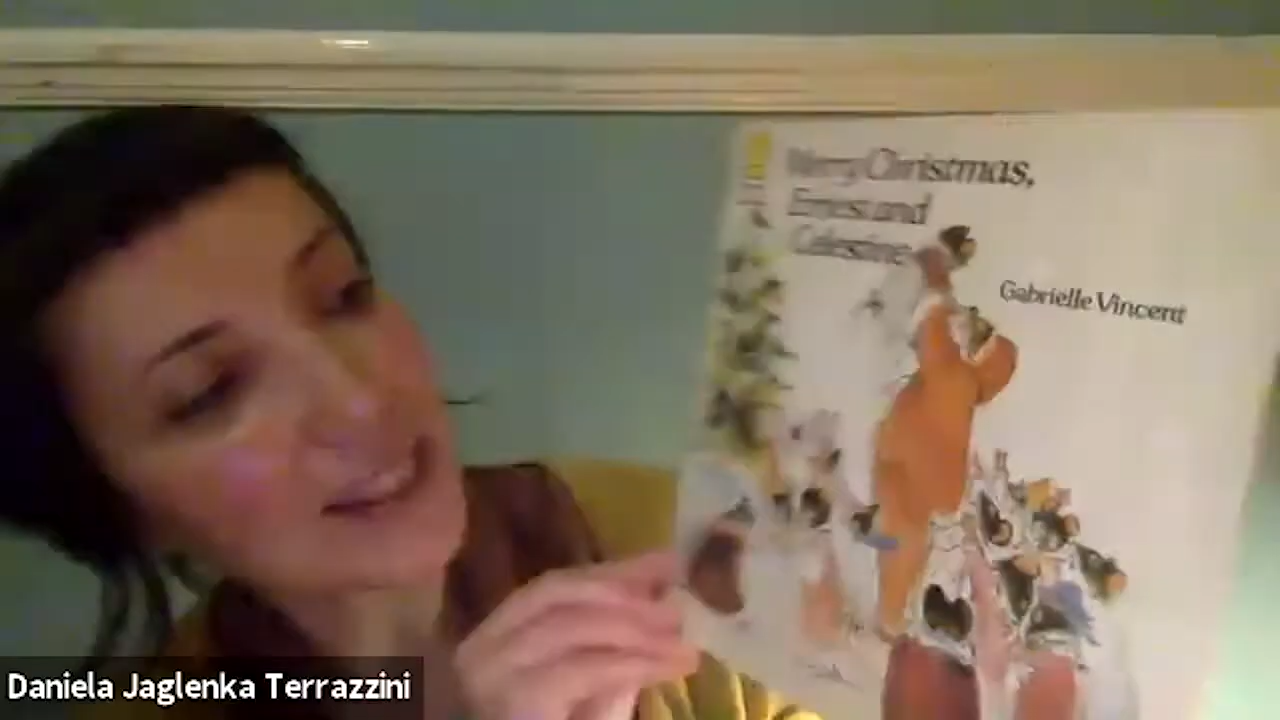 Merry Christmas,
Ernest and
Celestine
Gabrielle Vincent
Daniela Jaglenka Terrazzini